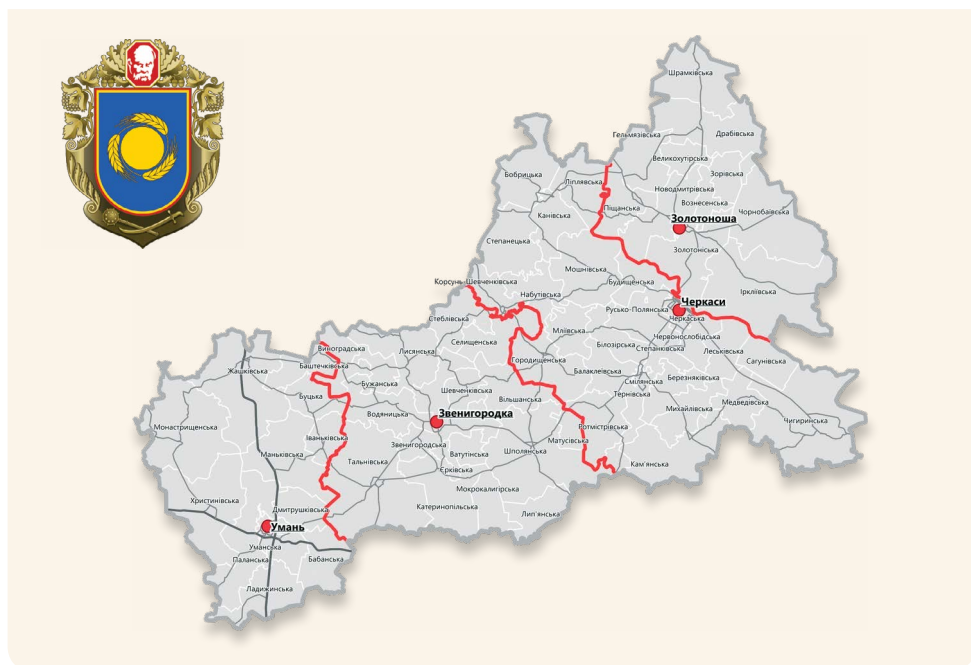 Шрамківська
Гельмязівська
Драбівська
Великохутірська
Бобрицька
Ліплявська
Зорівська
Новодмитрівська
Піщанська
Вознесенська
Канівська
Чорнобаївська
Золотоноша
Степанецька
Золотоніська
Мошнівська
Будищенська
Корсунь-Шевченківська
Іркліївська
Набутівська
Черкаси
Русько-Полянська
Стеблівська
Черкаська
Мліївська
Червонослобідська
Селищенська
Білозірська
Виноградська
Лисянська
Степанківська
Леськівська
Городищенська
Сагунівська
Баштечківська
Жашківська
Балаклеївська
Березняківська
Бужанська
Смілянська
Шевченківська
Тернівська
Буцька
Вільшанська
Медведівська
Михайлівська
Водяницька
Звенигородка
Чигиринська
Монастрищенська
Ротмістрівська
Іваньківська
Матусівська
Звенигородська
Шполянська
Маньківська
Ватутінська
Тальнівська
Кам'янська
Єрківська
Мокрокалигірська
Христинівська
Катеринопільська
Дмитрушківська
Лип'янська
Умань
Уманська
Паланська
Бабанська
Ладижинська